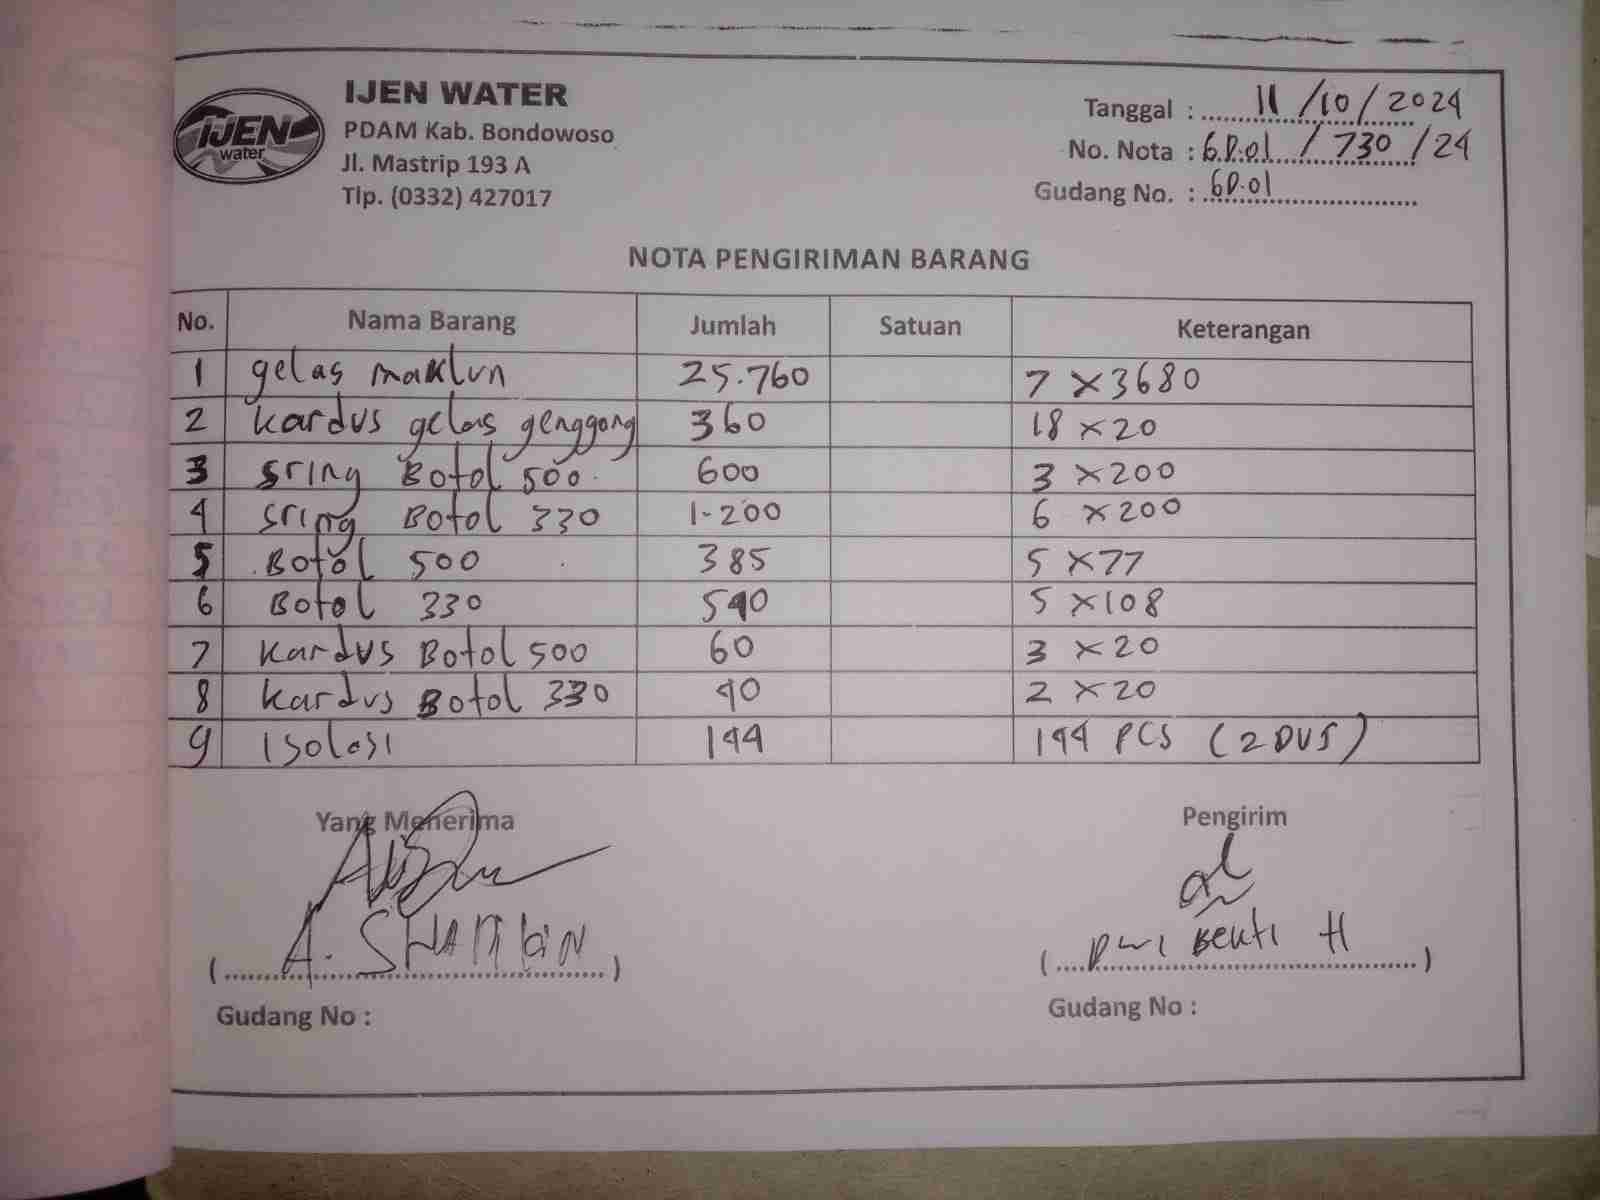 IJEN WATER
IJEN
water
PDAM Kab. Bondowoso
Jl. Mastrip 193 A
Tlp. (0332) 427017
Tanggal : 11 / 10 / 2024
No. Nota : GD.01 / 730 / 24
Gudang No. : GD.01
NOTA PENGIRIMAN BARANG
No. Nama Barang Jumlah Satuan Keterangan
1 gelas maklun 25.760 7 x 3680
2 kardus gelas genggong 360 18 x 20
3 sring Botol 500 600 3 x 200
4 sring Botol 330 1.200 6 x 200
5 Botol 500 385 5 x 77
6 Botol 330 540 5 x 108
7 kardus Botol 500 60 3 x 20
8 kardus Botol 330 40 2 x 20
9 Isolasi 144 144 PCS (2 DUS)
Yang Menerima
Pengirim
A.
Dwi Bekti H
Gudang No :
Gudang No :